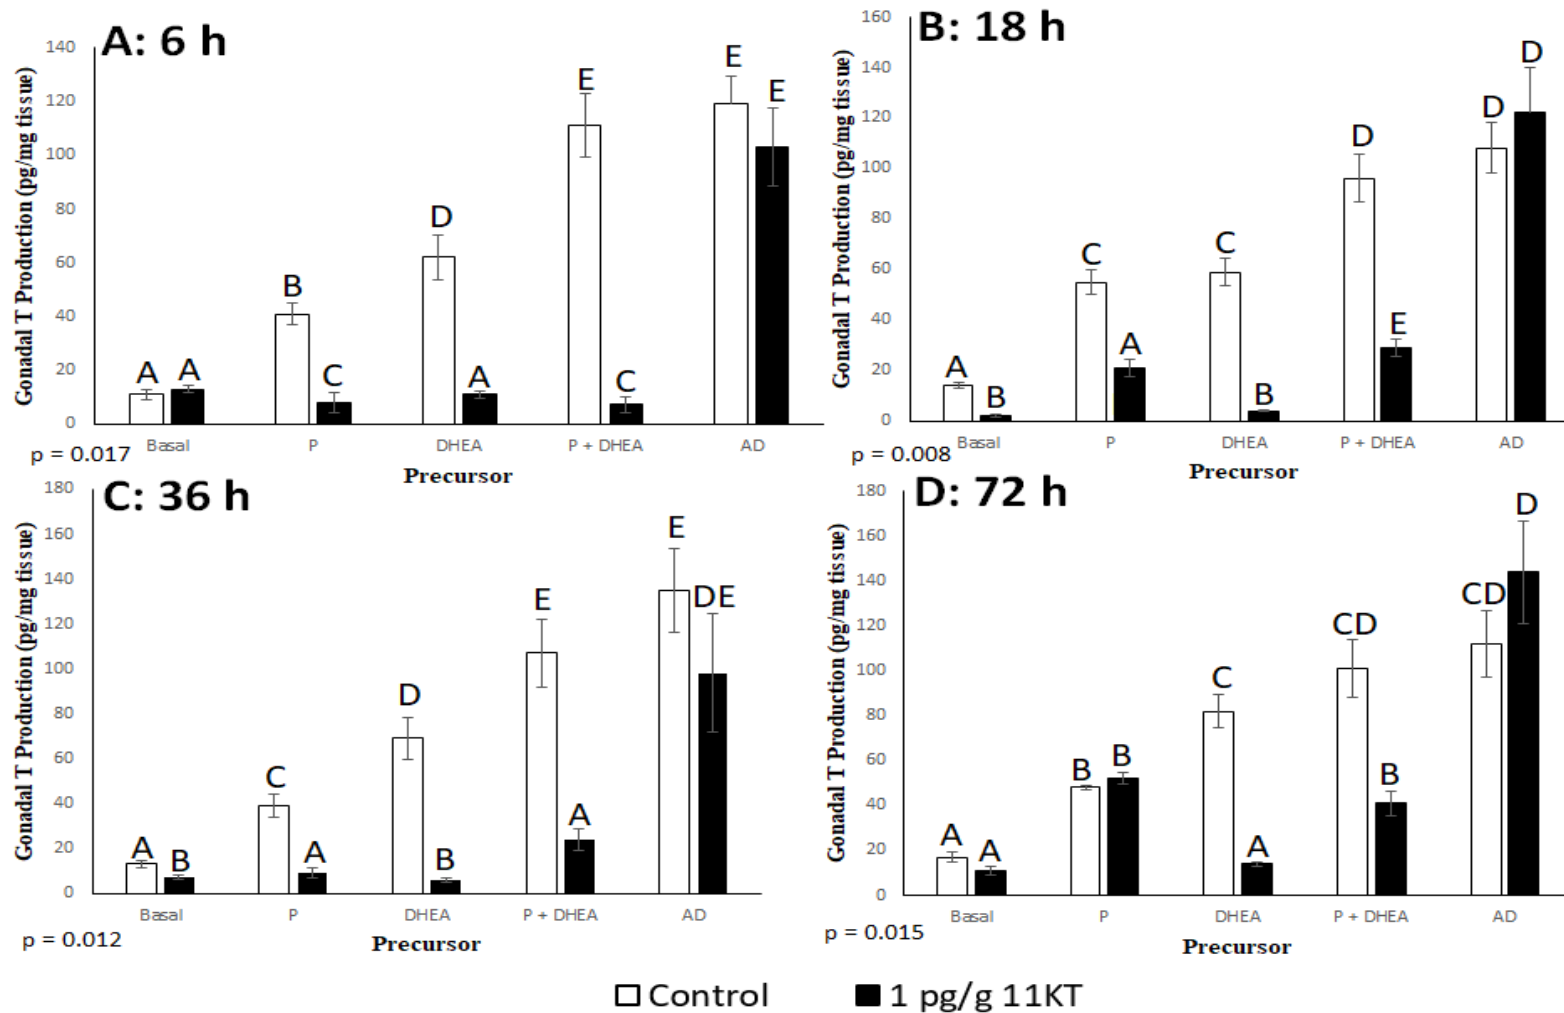 A: 6 h
Gonadal T Production (pg/mg tissue)
140
120
100
80
60
40
20
0
A A B C D A E C E E
Basal P DHEA P + DHEA AD
p = 0.017
Precursor
B: 18 h
Gonadal T Production (pg/mg tissue)
160
140
120
100
80
60
40
20
0
A B C A C B D E D D
Basal P DHEA P + DHEA AD
p = 0.008
Precursor
C: 36 h
Gonadal T Production (pg/mg tissue)
180
160
140
120
100
80
60
40
20
0
A B C A D B E A E DE
Basal P DHEA P + DHEA AD
p = 0.012
Precursor
D: 72 h
Gonadal T Production (pg/mg tissue)
180
160
140
120
100
80
60
40
20
0
A A B B C A CD B CD D
Basal P DHEA P + DHEA AD
p = 0.015
Precursor
Control 1 pg/g 11KT